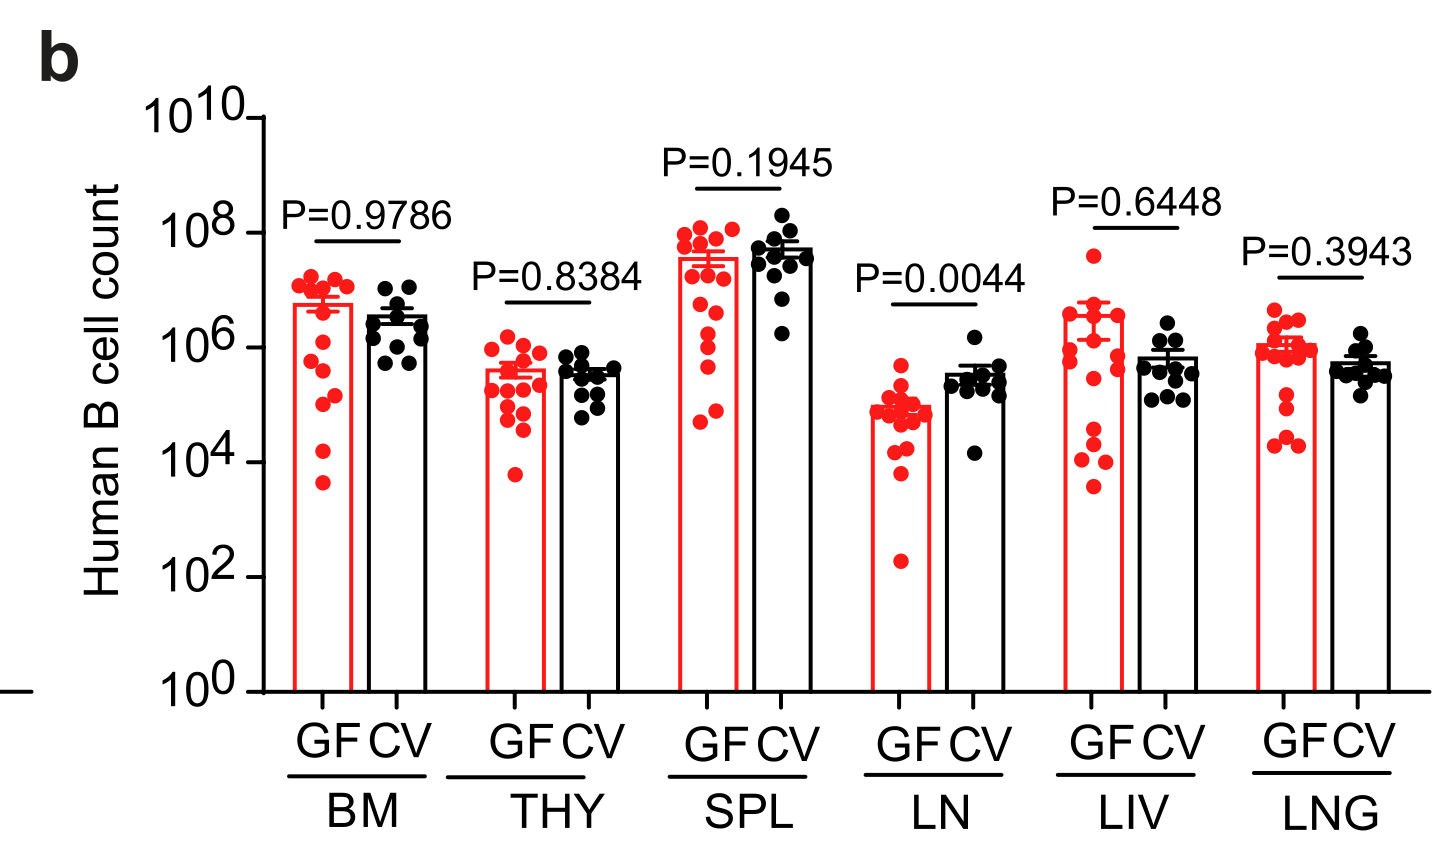 b
Human B cell count
10^10
10^8
10^6
10^4
10^2
10^0
P=0.9786
P=0.8384
P=0.1945
P=0.0044
P=0.6448
P=0.3943
GF CV GF CV GF CV GF CV GF CV GF CV
BM THY SPL LN LIV LNG